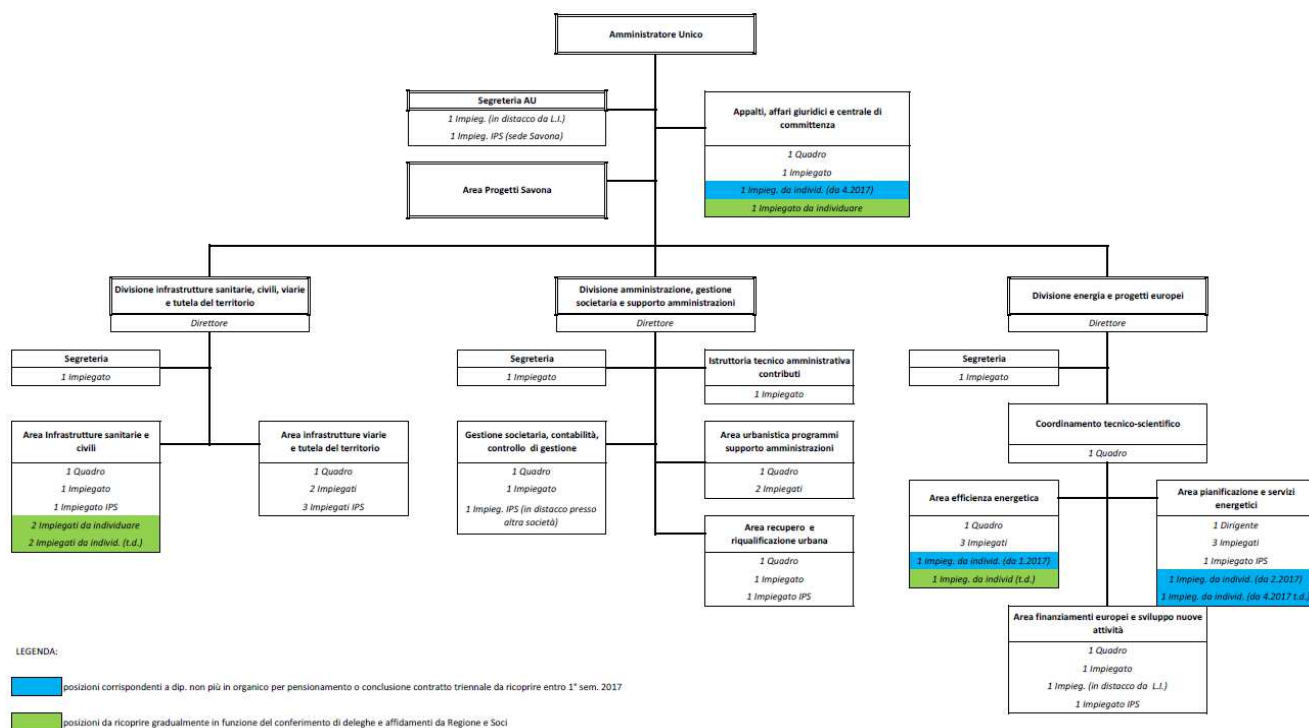 Amministratore Unico
Segreteria AU
1 Impieg. (in distacco da L.I.)
1 Impieg. IPS (sede Savona)
Appalti, affari giuridici e centrale di
committenza
1 Quadro
1 Impiegato
1 Impieg. da individ. (da 4.2017)
1 Impiegato da individuare
Area Progetti Savona
Divisione infrastrutture sanitarie, civili, viarie
e tutela del territorio
Direttore
Divisione amministrazione, gestione
societaria e supporto amministrazioni
Direttore
Divisione energia e progetti europei
Direttore
Segreteria
1 Impiegato
Segreteria
1 Impiegato
Istruttoria tecnico amministrativa
contributi
1 Impiegato
Segreteria
1 Impiegato
Area Infrastrutture sanitarie e
civili
1 Quadro
1 Impiegato
1 Impiegato IPS
2 Impiegati da individuare
2 Impiegati da individ. (t.d.)
Area infrastrutture viarie
e tutela del territorio
1 Quadro
2 Impiegati
3 Impiegati IPS
Gestione societaria, contabilità,
controllo di gestione
1 Quadro
1 Impiegato
1 Impieg. IPS (in distacco presso
altra società)
Area urbanistica programmi
supporto amministrazioni
1 Quadro
2 Impiegati
Area recupero e
riqualificazione urbana
1 Quadro
1 Impiegato
1 Impiegato IPS
Coordinamento tecnico-scientifico
1 Quadro
Area efficienza energetica
1 Quadro
3 Impiegati
1 Impieg. da individ. (da 1.2017)
1 Impieg. da individ (t.d.)
Area pianificazione e servizi
energetici
1 Dirigente
3 Impiegati
1 Impiegato IPS
1 Impieg. da individ. (da 2.2017)
1 Impieg. da individ. (da 4.2017 t.d.)
Area finanziamenti europei e sviluppo nuove
attività
1 Quadro
1 Impiegato
1 Impieg. (in distacco da L.I.)
1 Impiegato IPS
LEGENDA:
posizioni corrispondenti a dip. non più in organico per pensionamento o conclusione contratto triennale da ricoprire entro 1° sem. 2017
posizioni da ricoprire gradualmente in funzione del conferimento di deleghe e affidamenti da Regione e Soci